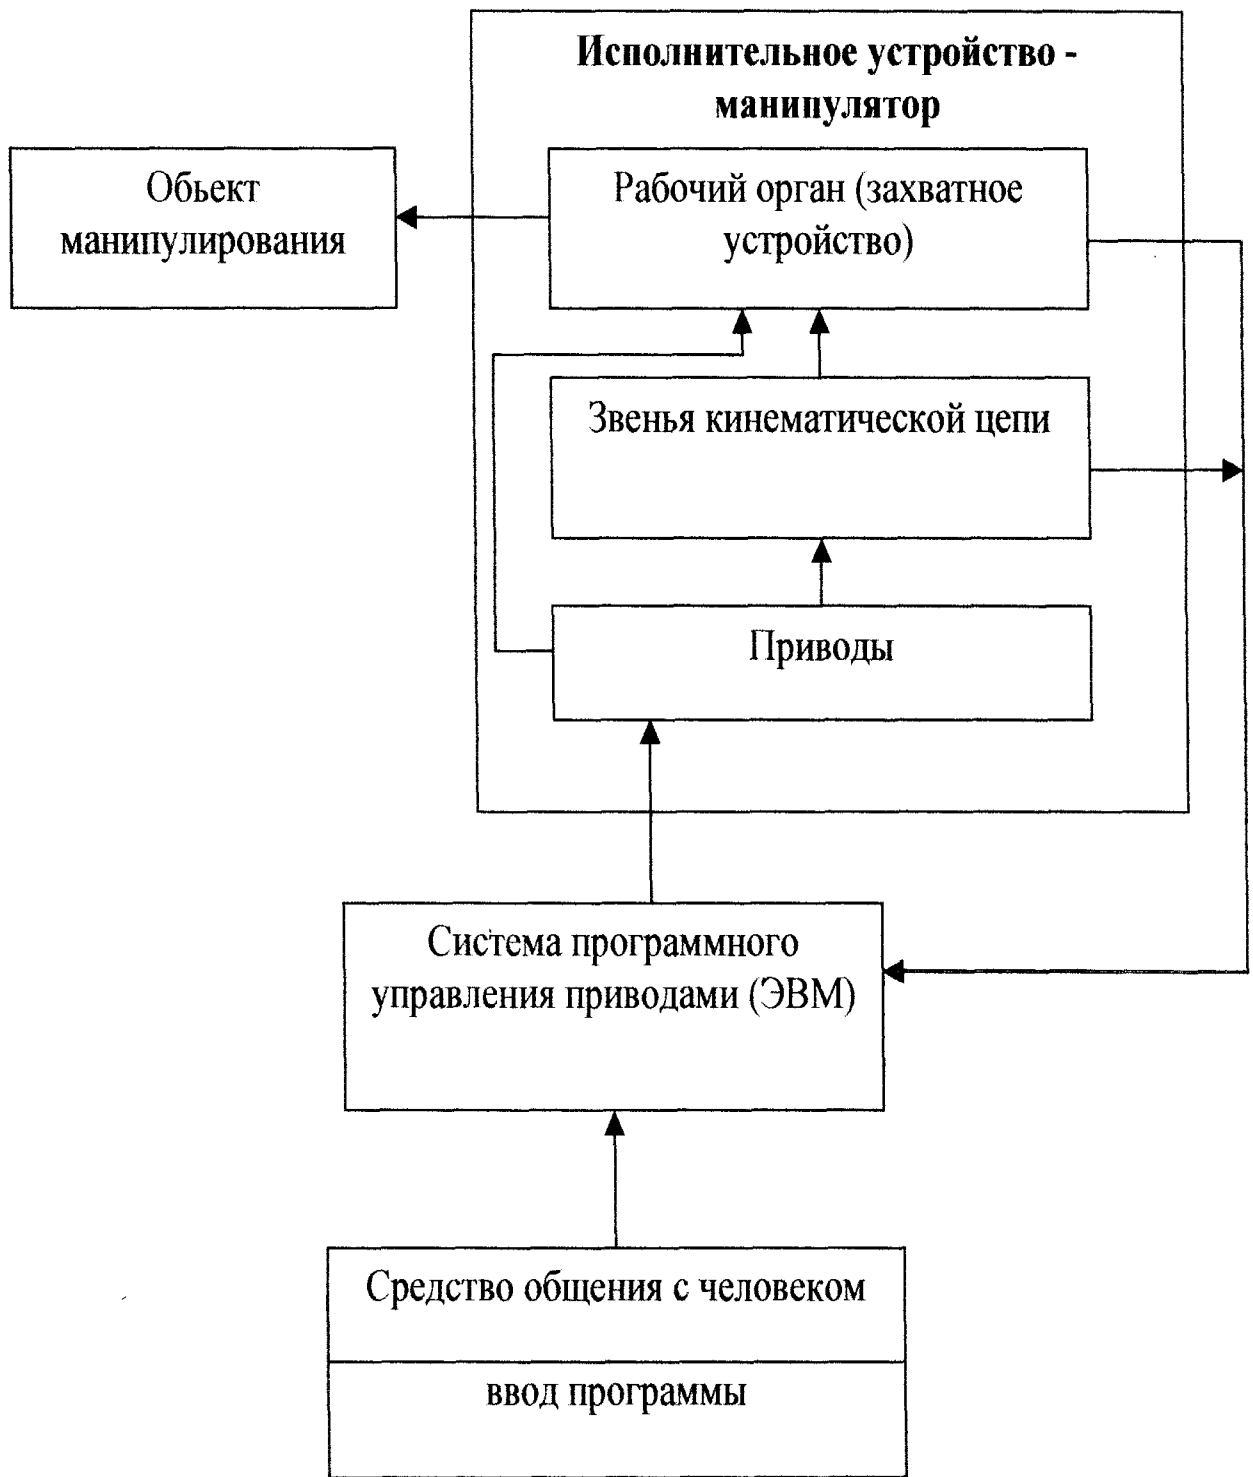 Исполнительное устройство -
манипулятор
Обьект
манипулирования
Рабочий орган (захватное
устройство)
Звенья кинематической цепи
Приводы
Система программного
управления приводами (ЭВМ)
Средство общения с человеком
ввод программы